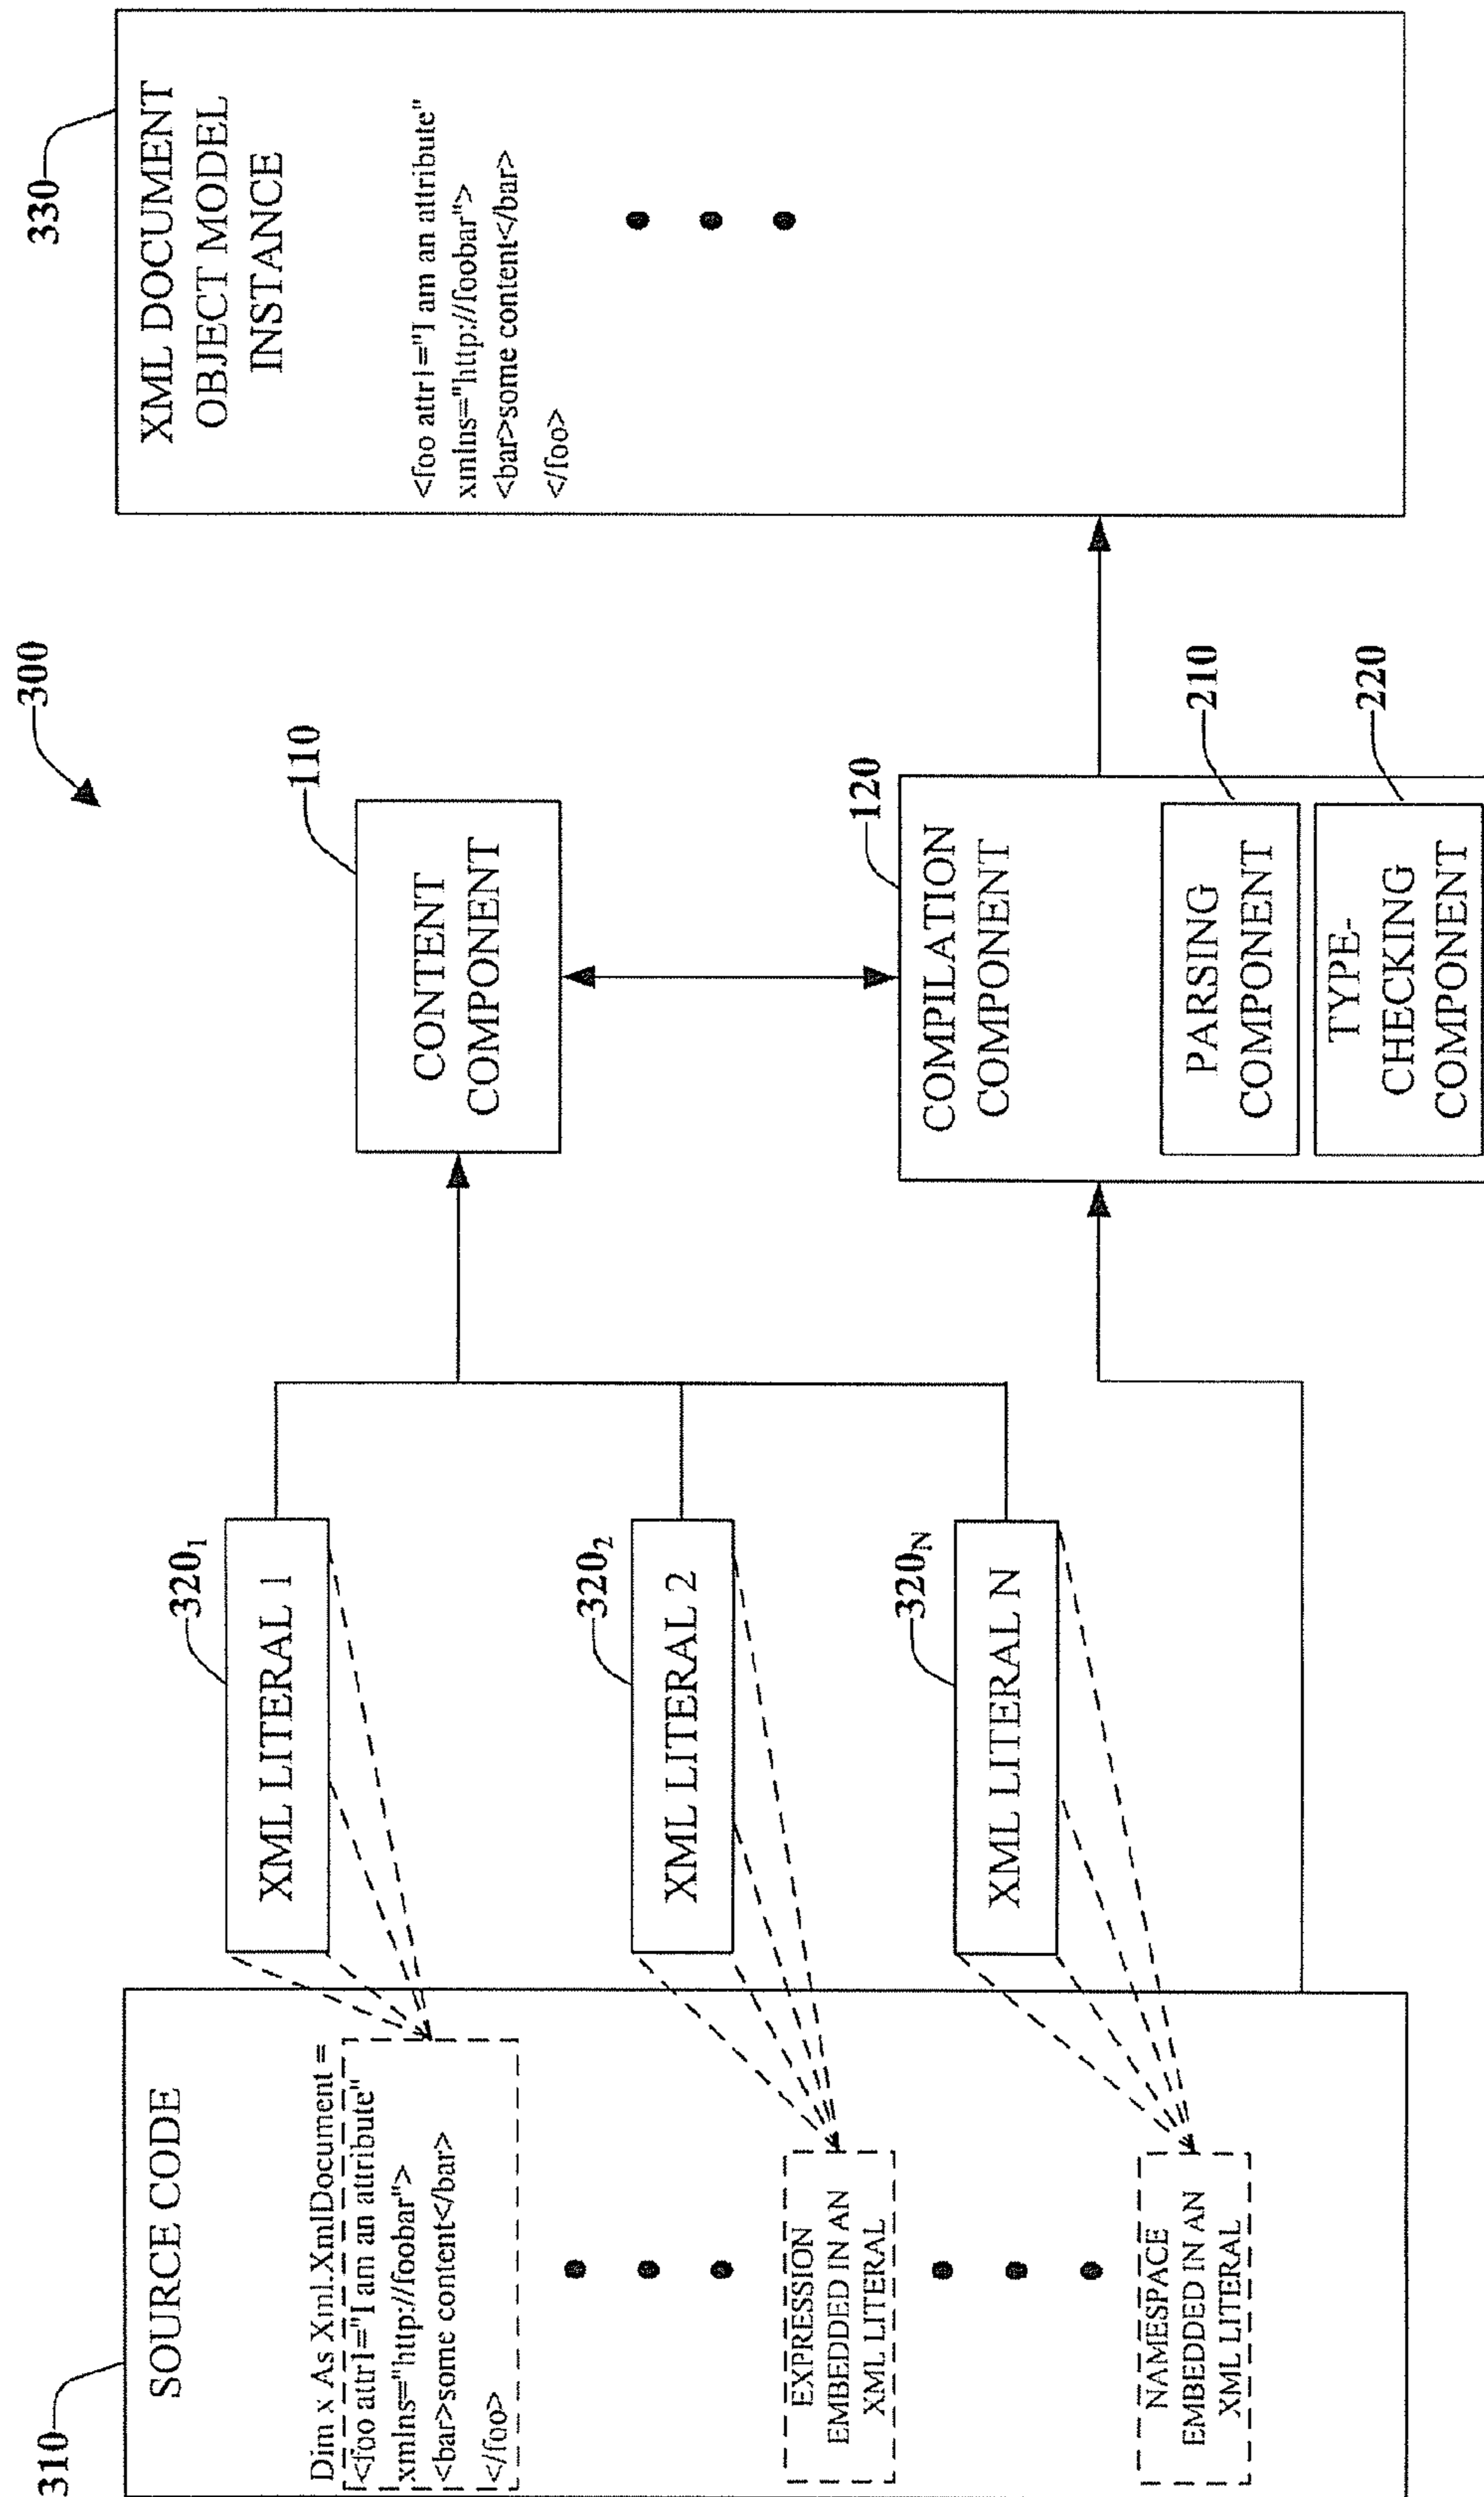 300
310
SOURCE CODE
Dim x As Xml.XmlDocument =
<foo attr1="I am an attribute"
xmlns="http://foobar">
<bar>some content</bar>
</foo>
EXPRESSION
EMBEDDED IN AN
XML LITERAL
NAMESPACE
EMBEDDED IN AN
XML LITERAL
320₁
XML LITERAL 1
320₂
XML LITERAL 2
320N
XML LITERAL N
110
CONTENT
COMPONENT
120
COMPILATION
COMPONENT
210
PARSING
COMPONENT
220
TYPE-
CHECKING
COMPONENT
330
XML DOCUMENT
OBJECT MODEL
INSTANCE
<foo attr1="I am an attribute"
xmlns="http://foobar">
<bar>some content</bar>
</foo>